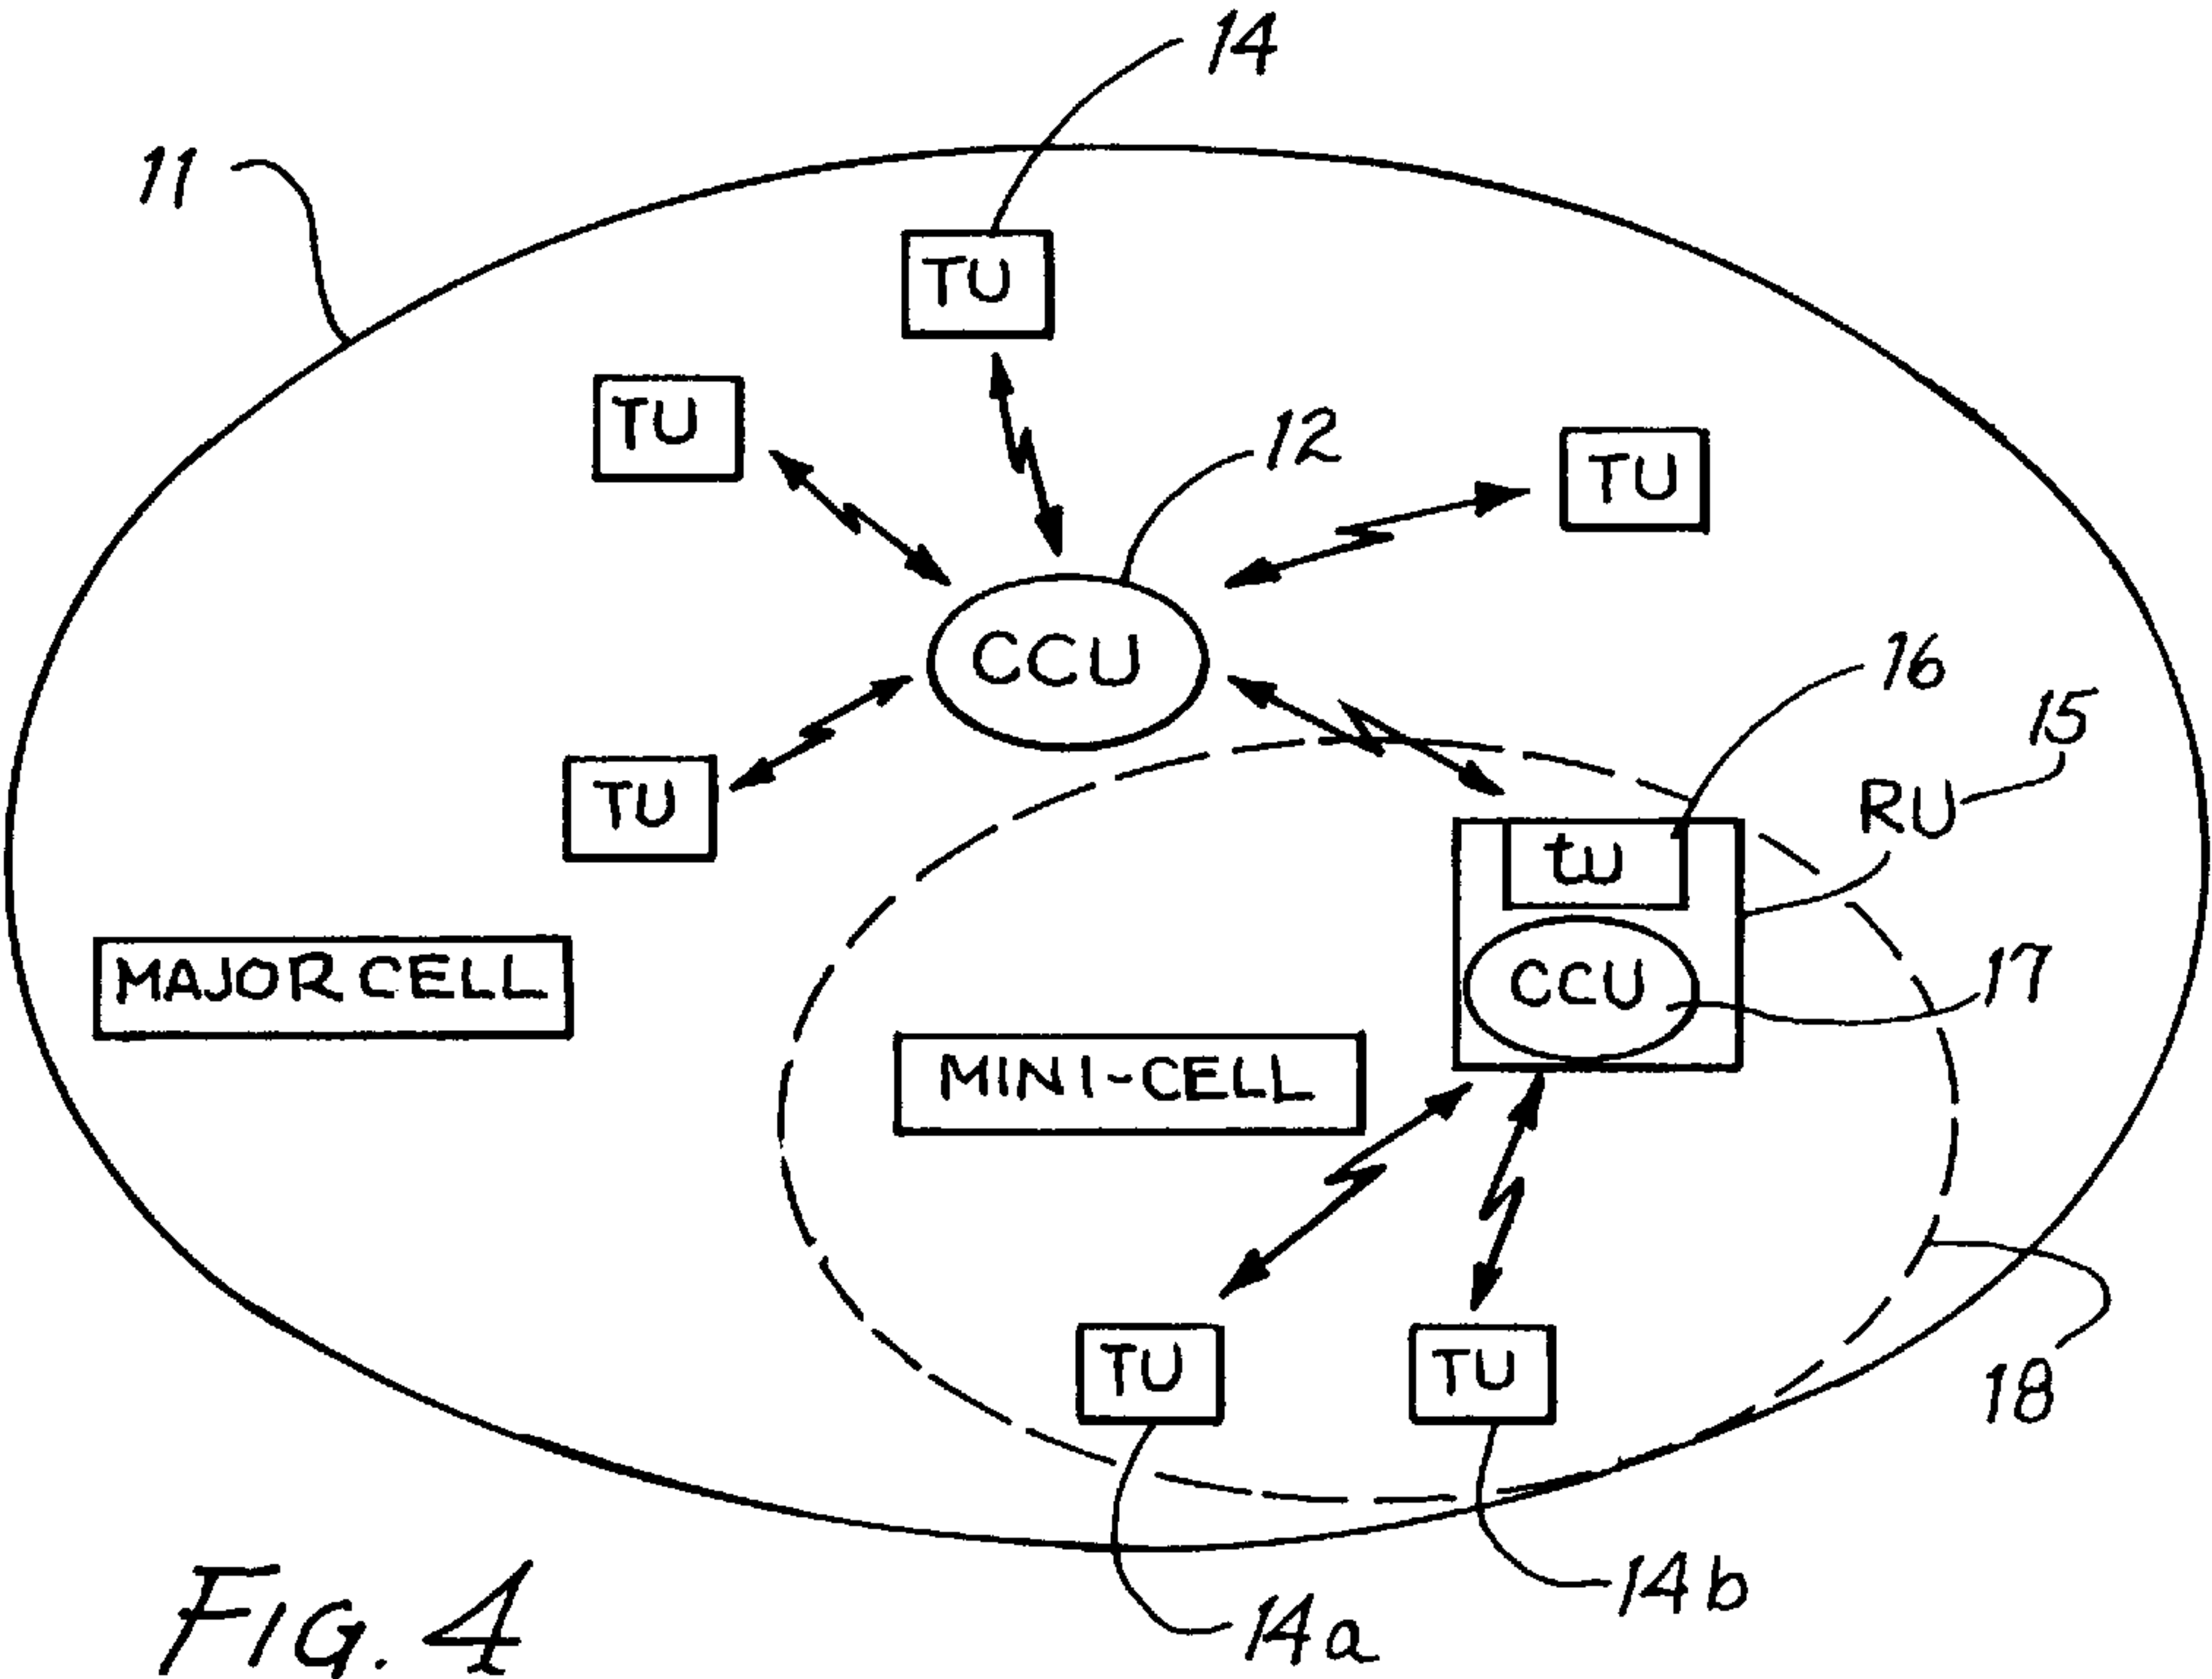 14
11
TU
TU
12
TU
CCU
16
15
RU
TU
tu
MAJOR CELL
CCU
17
MINI-CELL
TU
TU
18
14b
14a
FIG. 4